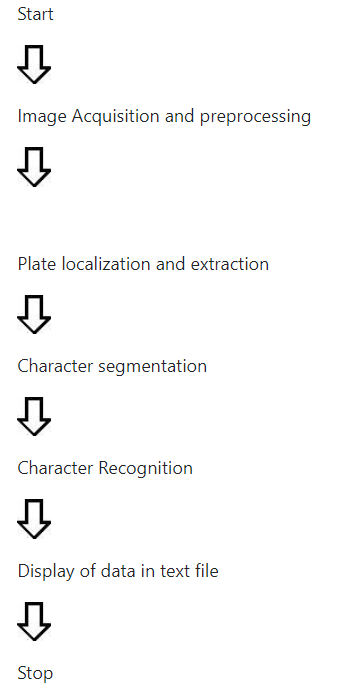 Start
Image Acquisition and preprocessing
Plate localization and extraction
Character segmentation
Character Recognition
Display of data in text file
Stop